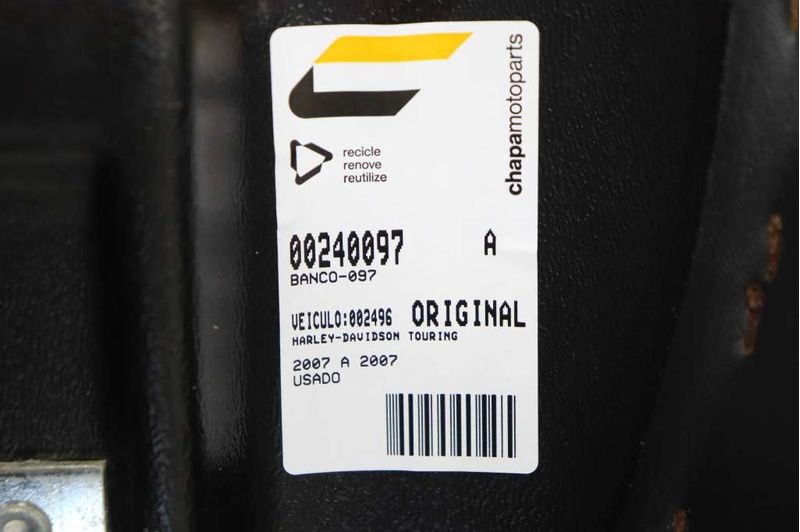 chapamotoparts
recicle
renove
reutilize
00240097 A
BANCO-097
VEICULO:002496 ORIGINAL
HARLEY-DAVIDSON TOURING
2007 A 2007
USADO